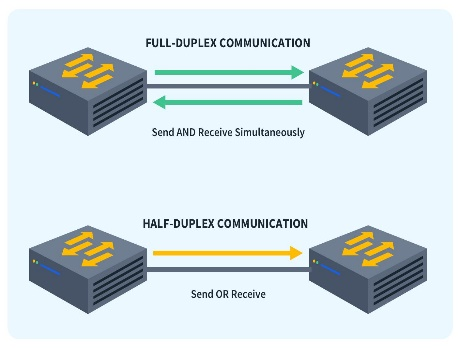 FULL-DUPLEX COMMUNICATION
Send AND Receive Simultaneously
HALF-DUPLEX COMMUNICATION
Send OR Receive